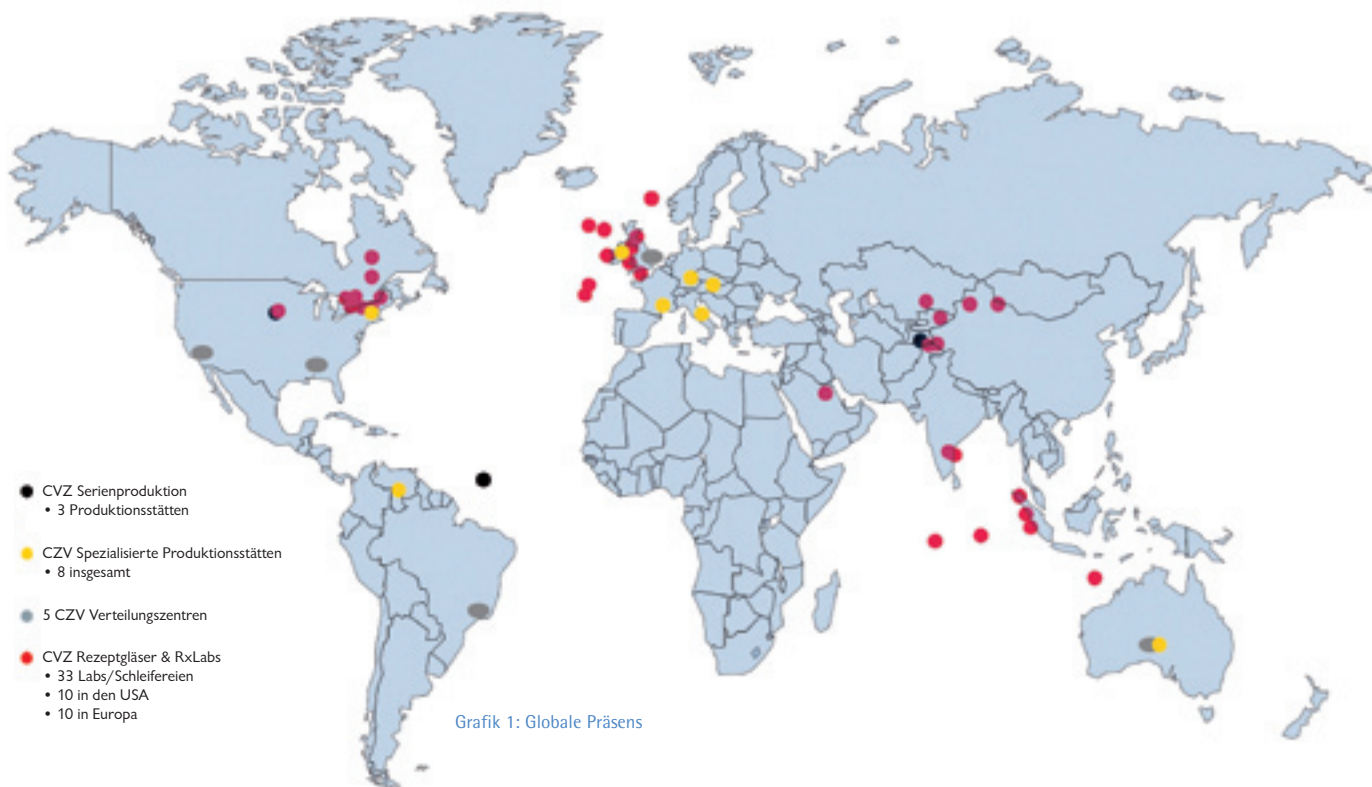 CVZ Serienproduktion
• 3 Produktionsstätten
CZV Spezialisierte Produktionsstätten
• 8 insgesamt
5 CZV Verteilungszentren
CVZ Rezeptgläser & RxLabs
• 33 Labs/Schleifereien
• 10 in den USA
• 10 in Europa
Grafik 1: Globale Präsens